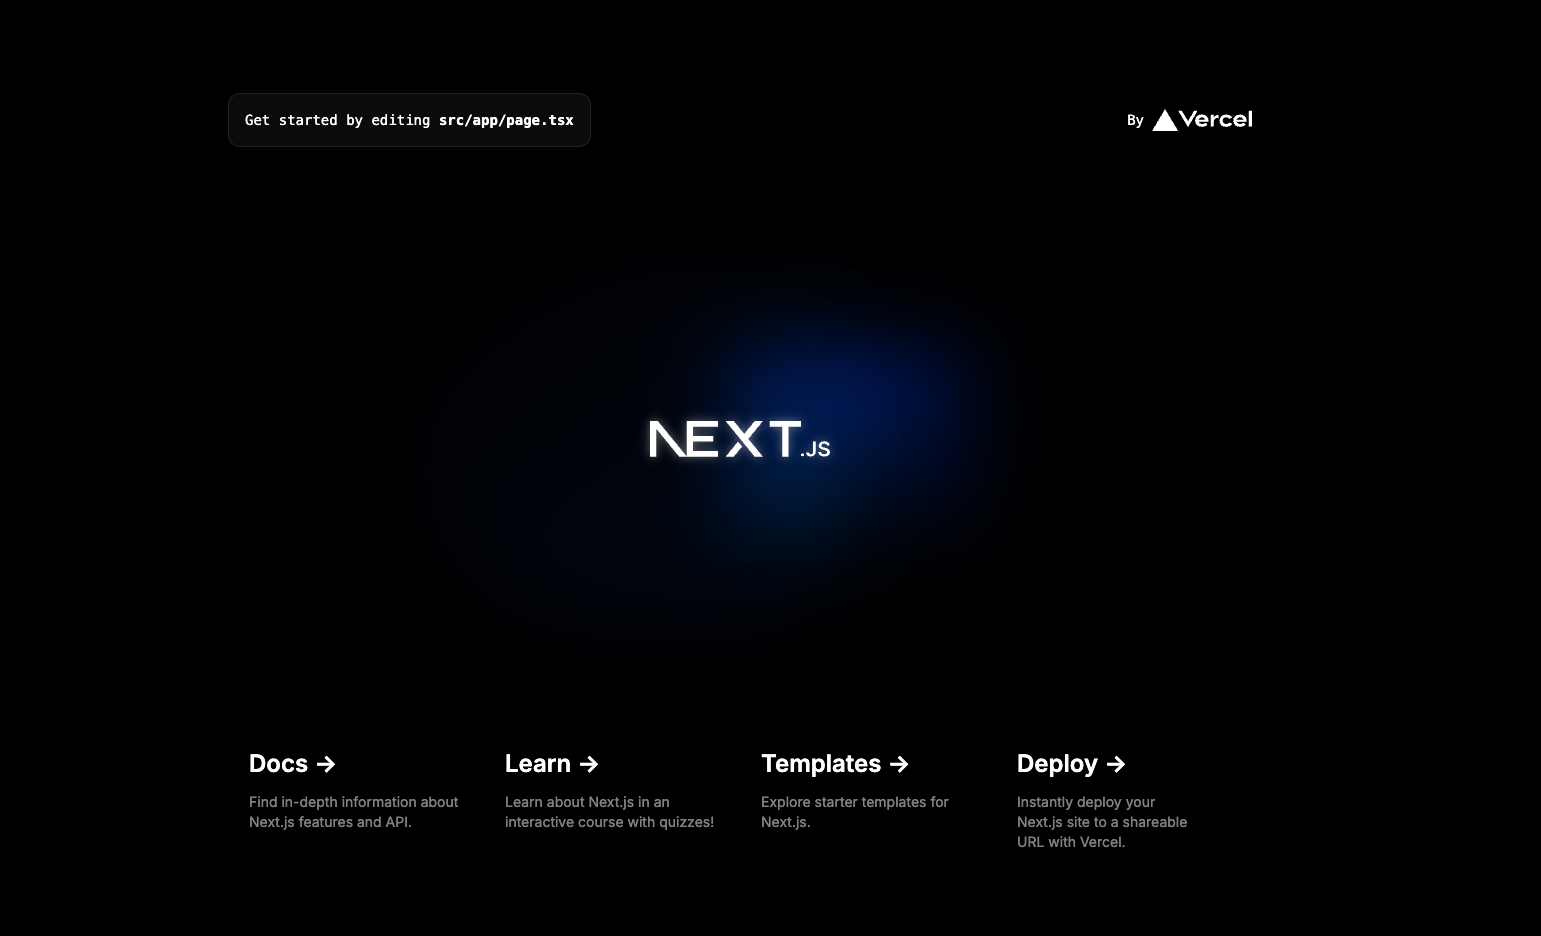 Get started by editing src/app/page.tsx
By Vercel
NEXT.JS
Docs →
Find in-depth information about
Next.js features and API.
Learn →
Learn about Next.js in an
interactive course with quizzes!
Templates →
Explore starter templates for
Next.js.
Deploy →
Instantly deploy your
Next.js site to a shareable
URL with Vercel.